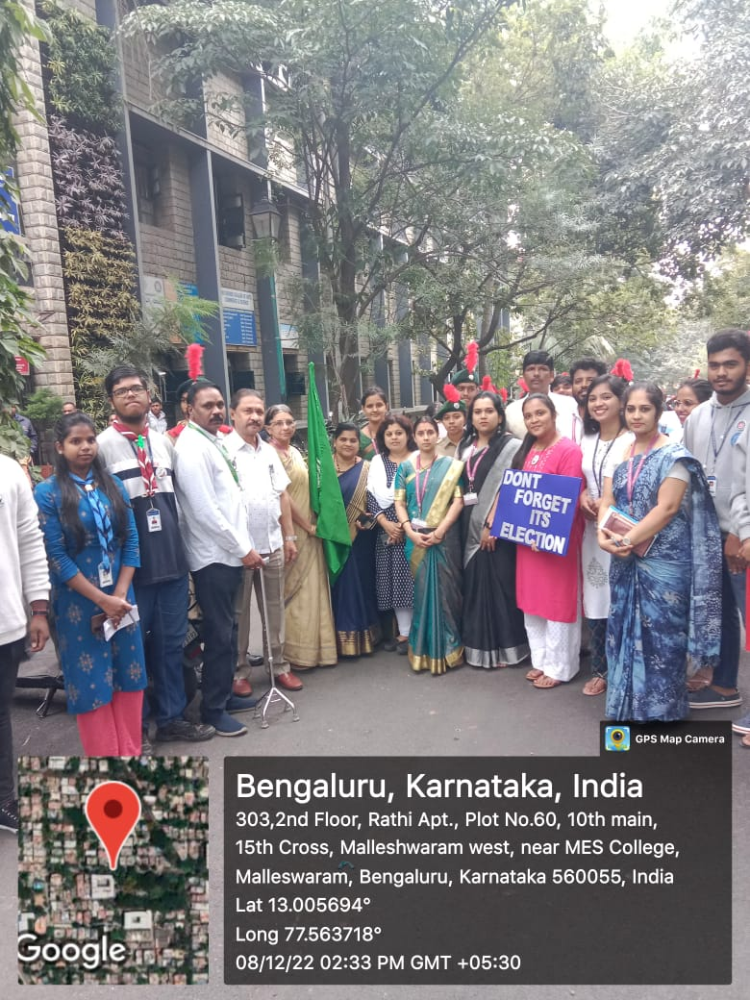 DONT
FORGET
ITS
ELECTION
GPS Map Camera
Bengaluru, Karnataka, India
303,2nd Floor, Rathi Apt., Plot No.60, 10th main,
15th Cross, Malleshwaram west, near MES College,
Malleswaram, Bengaluru, Karnataka 560055, India
Lat 13.005694°
Long 77.563718°
08/12/22 02:33 PM GMT +05:30
Google